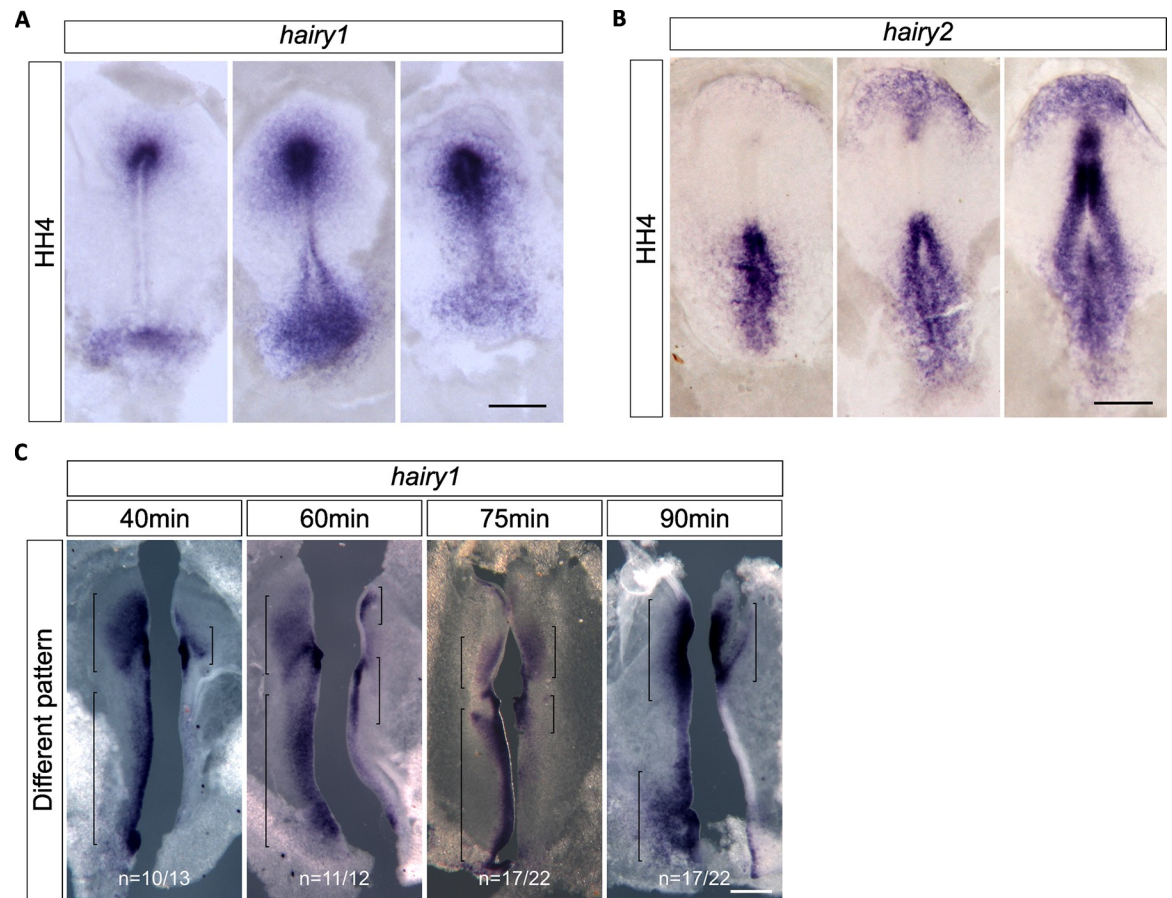 A
hairy1
HH4
B
hairy2
HH4
C
hairy1
40min
60min
75min
90min
Different pattern
n=10/13
n=11/12
n=17/22
n=17/22